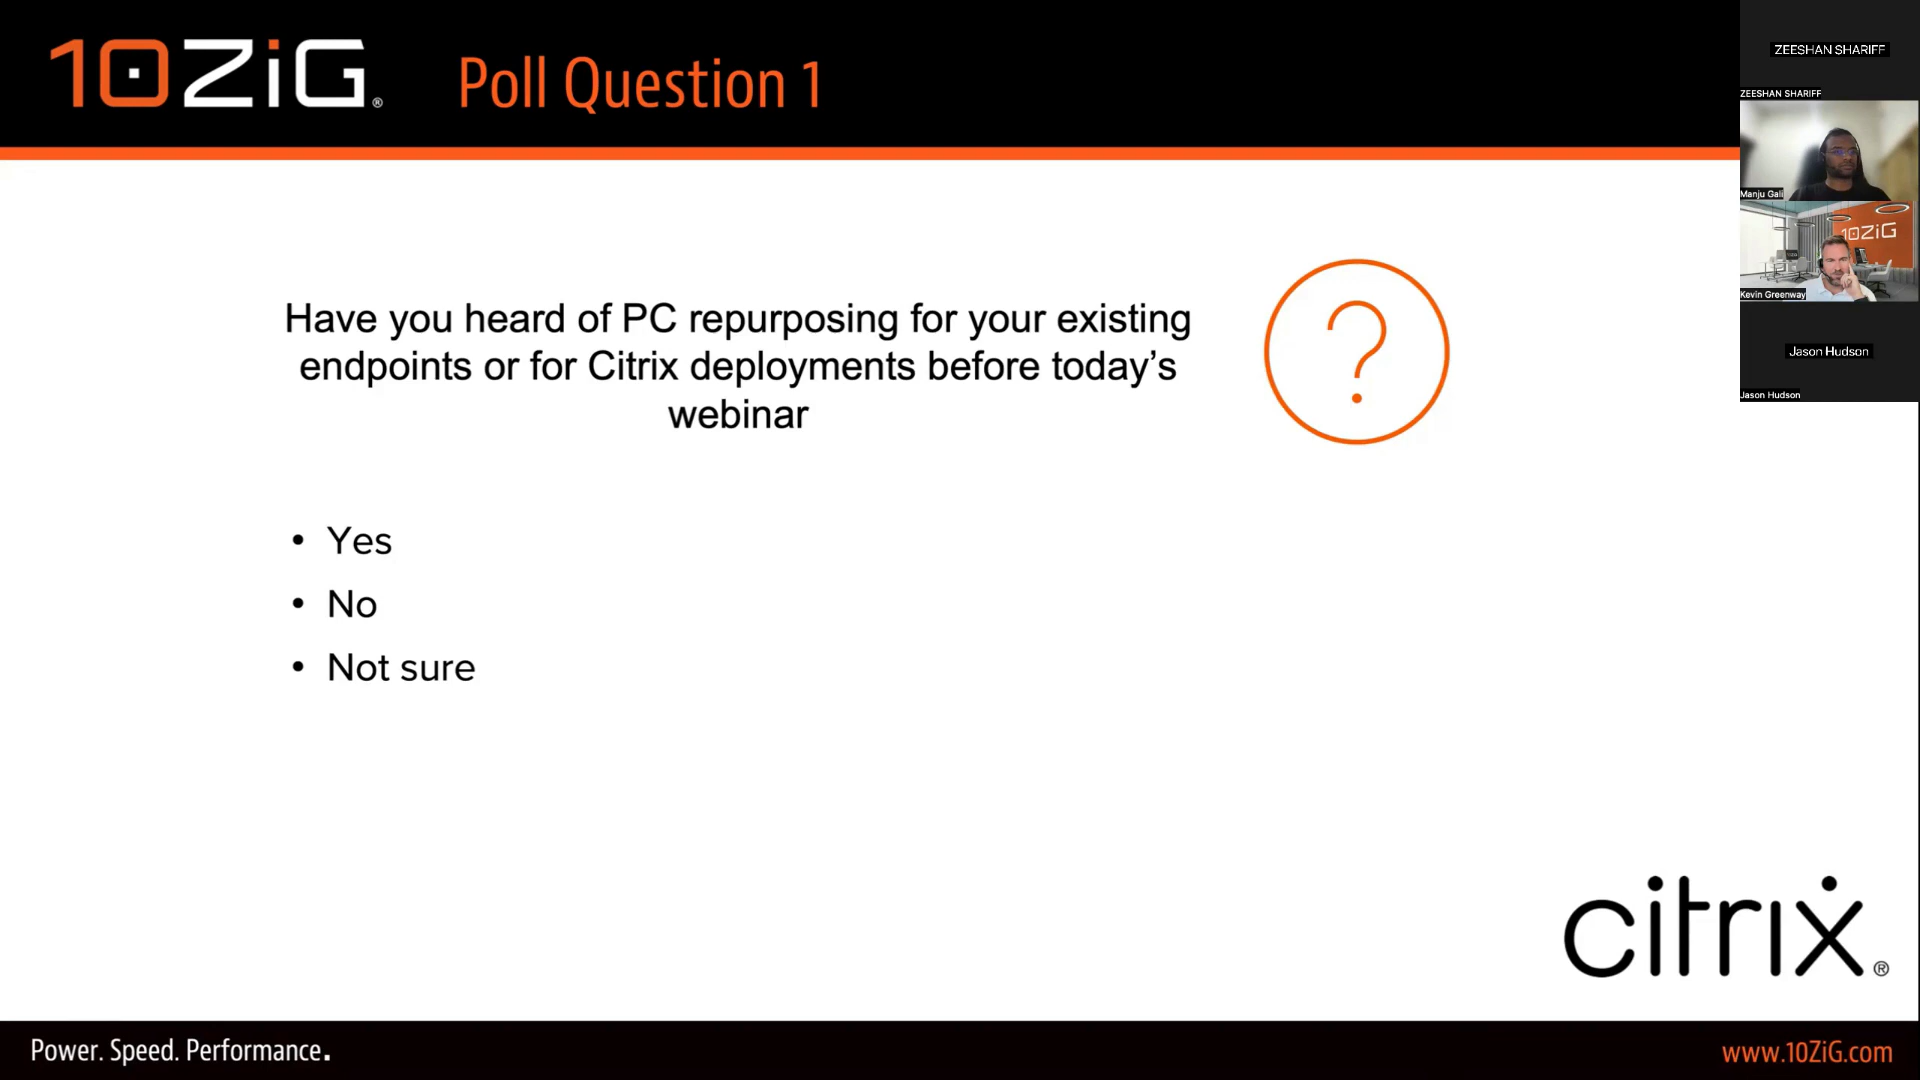 10ZiG®
Poll Question 1
ZEESHAN SHARIFF
ZEESHAN SHARIFF
Manju Gali
10ZiG
Kevin Greenway
Jason Hudson
Jason Hudson
Have you heard of PC repurposing for your existing
endpoints or for Citrix deployments before today’s
webinar
?
• Yes
• No
• Not sure
citrix®
Power. Speed. Performance.
www.10ZiG.com